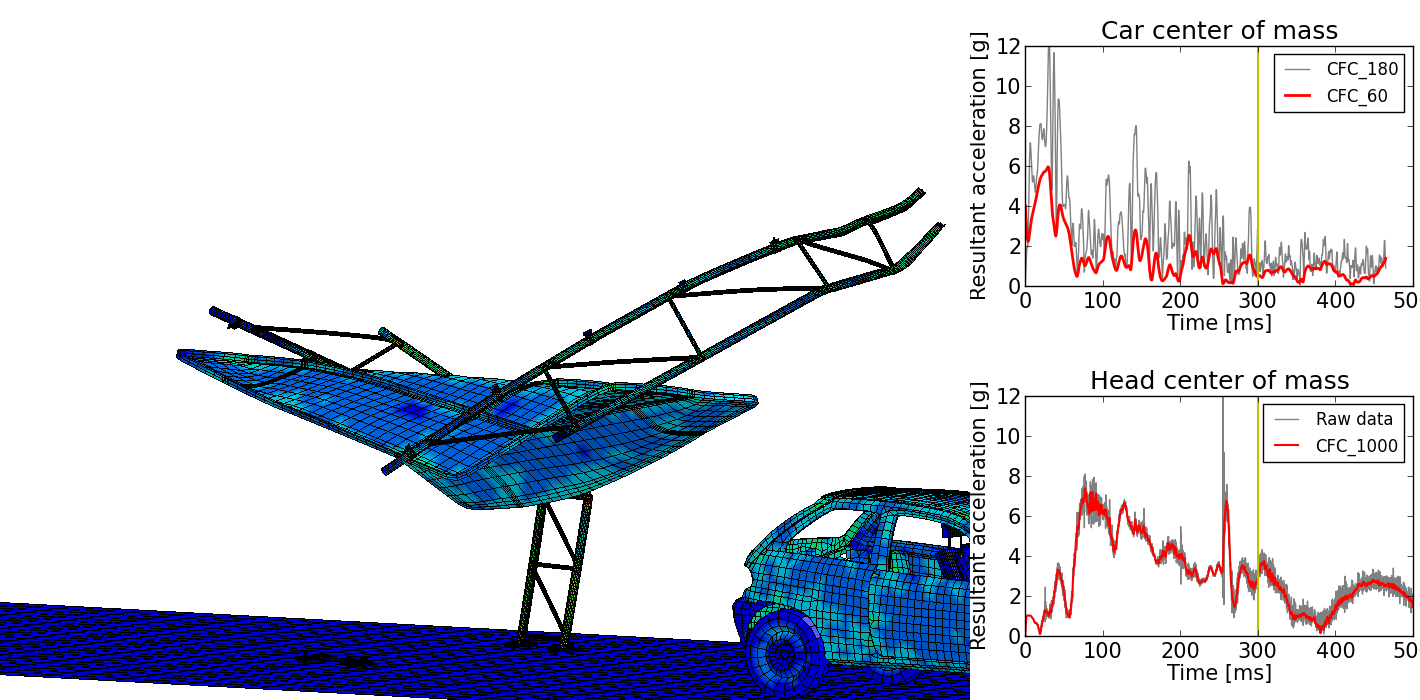 Car center of mass
Resultant acceleration [g]
12
10
8
6
4
2
0
CFC_180
CFC_60
0 100 200 300 400 50
Time [ms]
Head center of mass
Resultant acceleration [g]
12
10
8
6
4
2
0
Raw data
CFC_1000
0 100 200 300 400 50
Time [ms]